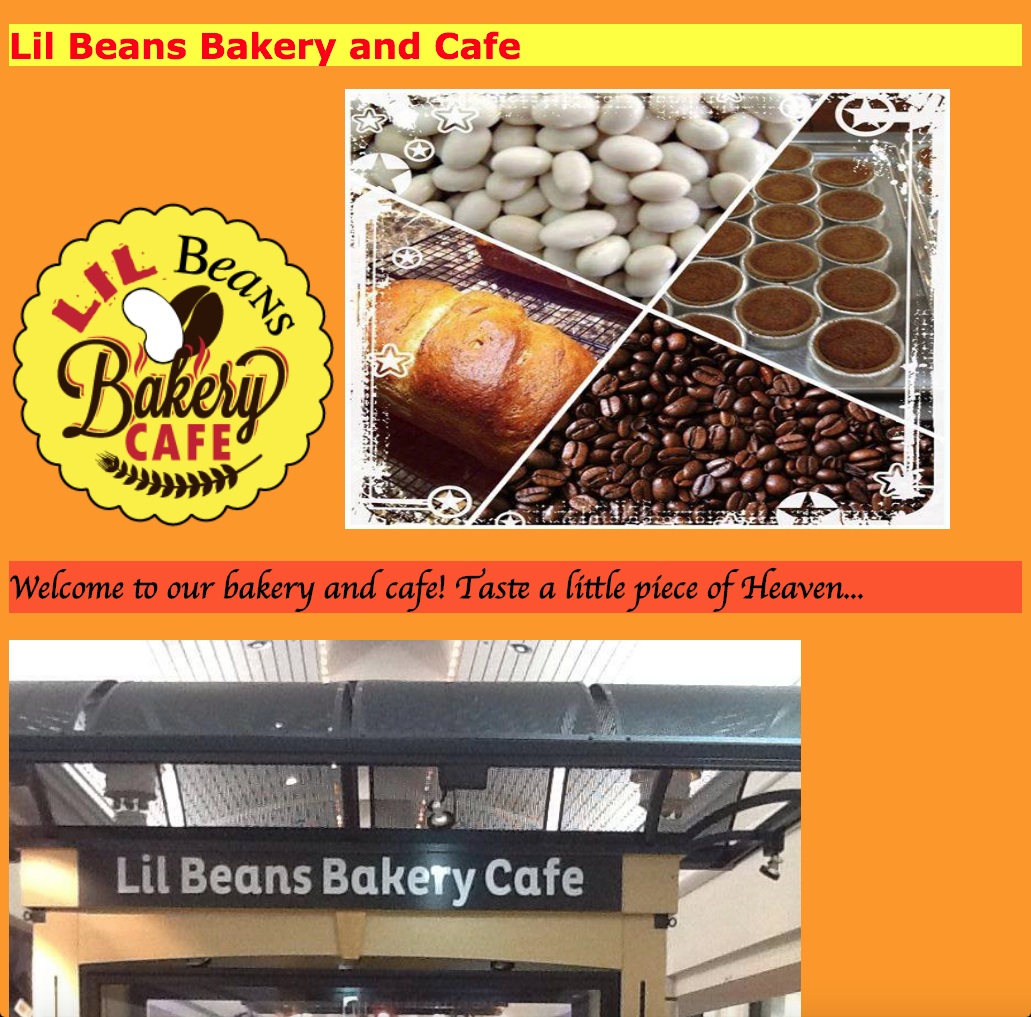 Lil Beans Bakery and Cafe
LIL Beans
Bakery
CAFE
Welcome to our bakery and cafe! Taste a little piece of Heaven...
Lil Beans Bakery Cafe